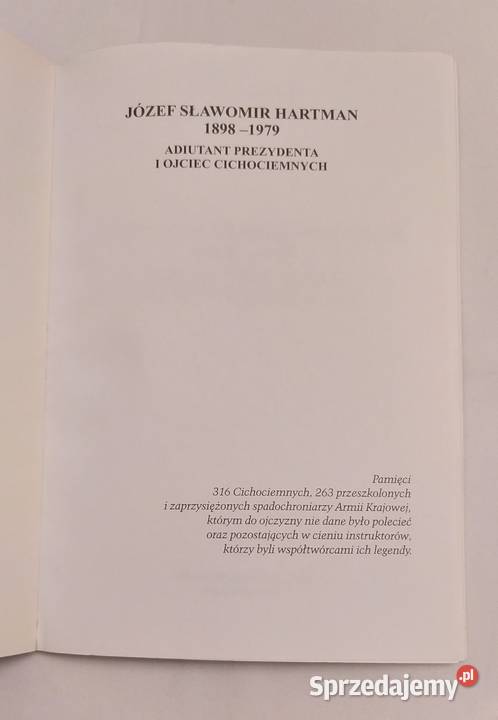 JÓZEF SŁAWOMIR HARTMAN
1898 –1979
ADIUTANT PREZYDENTA
I OJCIEC CICHOCIEMNYCH
Pamięci
316 Cichociemnych, 263 przeszkolonych
i zaprzysiężonych spadochroniarzy Armii Krajowej,
którym do ojczyzny nie dane było polecieć
oraz pozostających w cieniu instruktorów,
którzy byli współtwórcami ich legendy.
Sprzedajemy.pl